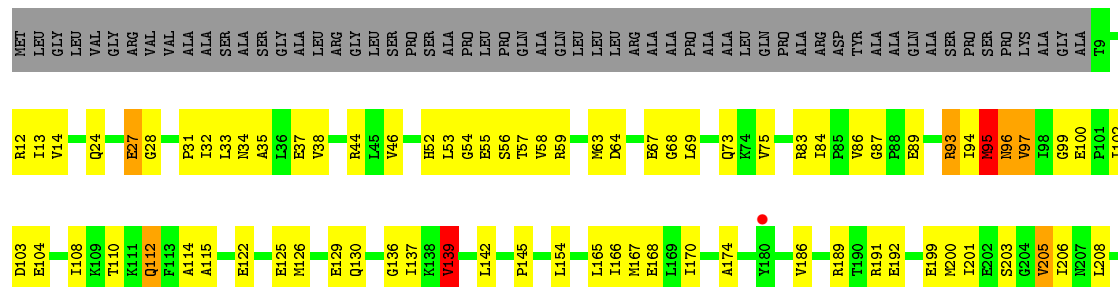 MET LEU GLY LEU VAL GLY ARG VAL VAL ALA ALA SER ALA SER GLY ALA LEU ARG GLY LEU SER PRO SER ALA PRO LEU PRO GLN ALA GLN LEU LEU LEU ARG ALA ALA PRO ALA ALA LEU GLN PRO ALA ARG ASP TYR ALA ALA GLN ALA SER PRO SER PRO LYS ALA GLY ALA T9
R12 I13 V14 Q24 E27 G28 P31 I32 L33 N34 A35 L36 E37 V38 R44 L45 V46 H52 L53 G54 E55 S56 T57 V58 R59 M63 D64 E67 G68 L69 Q73 K74 V75 R83 I84 P85 V86 G87 P88 E89 R93 I94 M95 N96 V97 I98 G99 E100 P101 I102
D103 E104 I108 K109 T110 K111 Q112 F113 A114 A115 E122 E125 M126 E129 Q130 G136 I137 K138 V139 L142 P145 L154 L165 I166 M167 E168 L169 I170 A174 Y180 V186 R189 T190 R191 E192 E199 M200 I201 E202 S203 G204 V205 I206 N207 L208